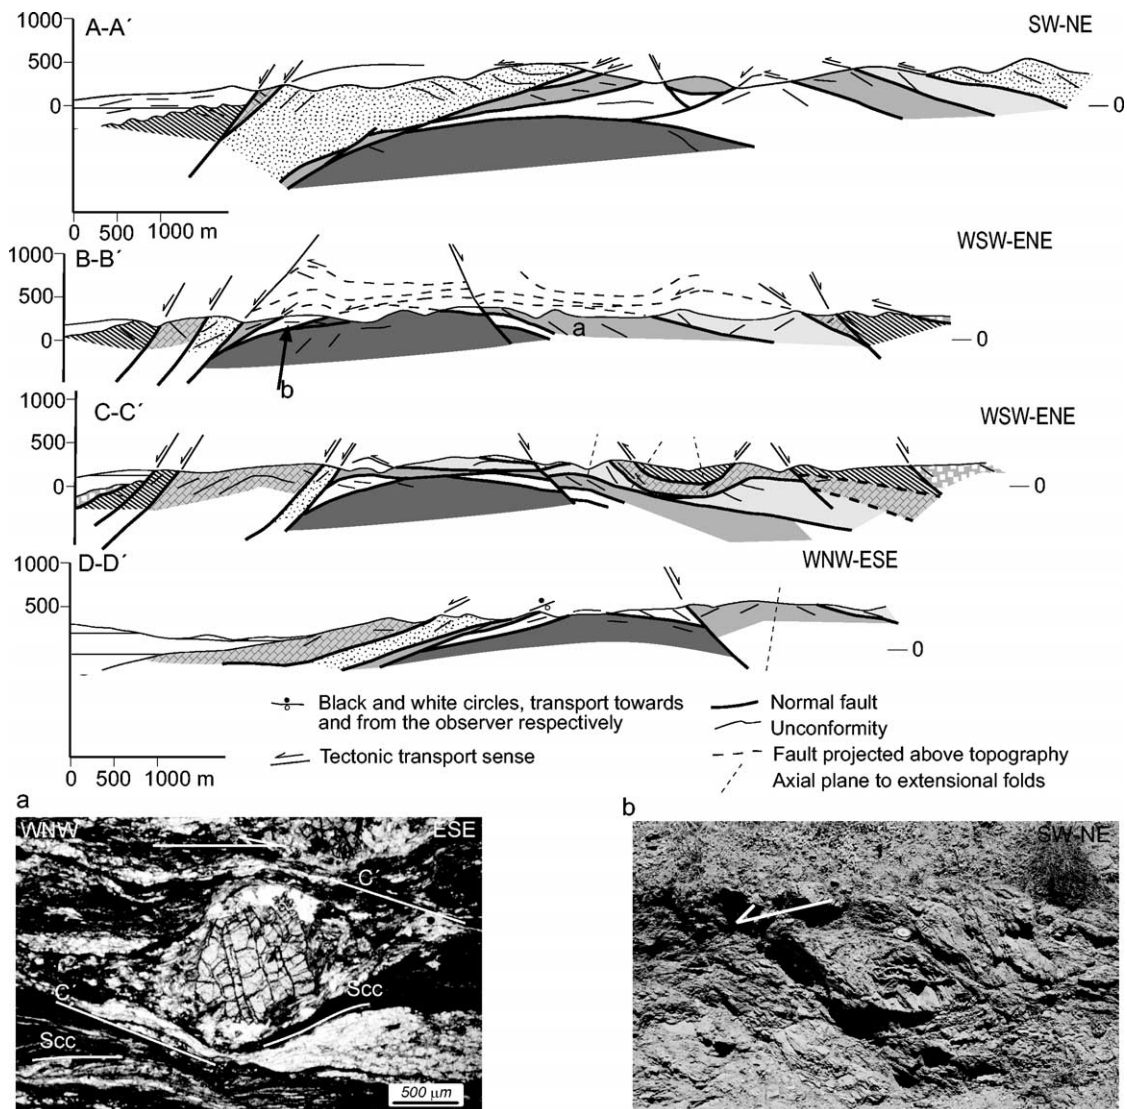 A-A´
SW-NE
1000
500
0
0
0 500 1000 m
B-B´
WSW-ENE
1000
500
0
a
0
b
C-C´
WSW-ENE
1000
500
0
0
D-D´
WNW-ESE
1000
500
0
0 500 1000 m
Black and white circles, transport towards
and from the observer respectively
Tectonic transport sense
Normal fault
Unconformity
Fault projected above topography
Axial plane to extensional folds
a
WNW
ESE
C´
C´
Scc
Scc
500 µm
b
SW-NE